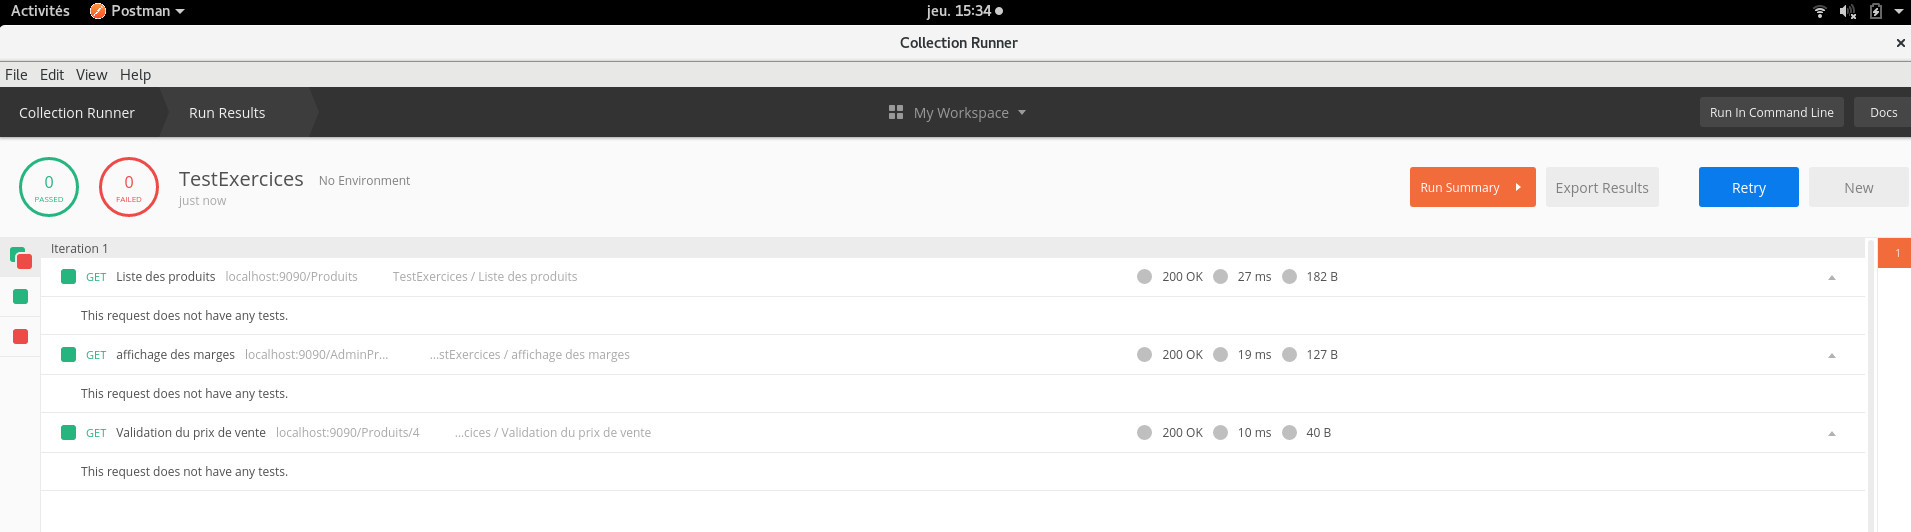 Activités Postman jeu. 15:34
Collection Runner
File Edit View Help
Collection Runner Run Results My Workspace Run In Command Line Docs
0 PASSED 0 FAILED TestExercices No Environment Run Summary Export Results Retry New
just now
Iteration 1 1
GET Liste des produits localhost:9090/Produits TestExercices / Liste des produits 200 OK 27 ms 182 B
This request does not have any tests.
GET affichage des marges localhost:9090/AdminPr... ...stExercices / affichage des marges 200 OK 19 ms 127 B
This request does not have any tests.
GET Validation du prix de vente localhost:9090/Produits/4 ...cices / Validation du prix de vente 200 OK 10 ms 40 B
This request does not have any tests.